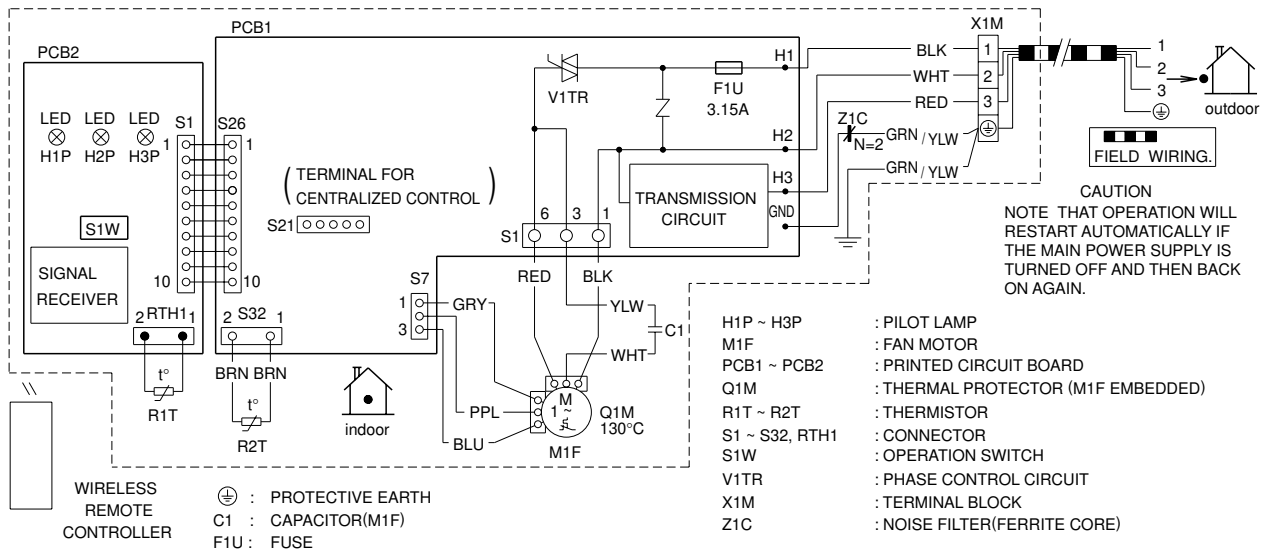 PCB2
PCB1
X1M
LED LED LED
H1P H2P H3P
S1 S26
1 1
10 10
S1W
SIGNAL
RECEIVER
2 RTH1 1
t°
R1T
2 S32 1
BRN BRN
t°
R2T
TERMINAL FOR
CENTRALIZED CONTROL
S21
S7
1
3
GRY
PPL
BLU
indoor
V1TR
F1U
3.15A
H1
H2
H3
GND
TRANSMISSION
CIRCUIT
6 3 1
S1
RED BLK
YLW
C1
WHT
M
1 ~
Q1M
130°C
M1F
Z1C
N=2
BLK 1
WHT 2
RED 3
GRN/YLW
GRN/YLW
1
2
3
outdoor
FIELD WIRING.
CAUTION
NOTE THAT OPERATION WILL
RESTART AUTOMATICALLY IF
THE MAIN POWER SUPPLY IS
TURNED OFF AND THEN BACK
ON AGAIN.
H1P ~ H3P : PILOT LAMP
M1F : FAN MOTOR
PCB1 ~ PCB2 : PRINTED CIRCUIT BOARD
Q1M : THERMAL PROTECTOR (M1F EMBEDDED)
R1T ~ R2T : THERMISTOR
S1 ~ S32, RTH1 : CONNECTOR
S1W : OPERATION SWITCH
V1TR : PHASE CONTROL CIRCUIT
X1M : TERMINAL BLOCK
Z1C : NOISE FILTER(FERRITE CORE)
WIRELESS
REMOTE
CONTROLLER
: PROTECTIVE EARTH
C1 : CAPACITOR(M1F)
F1U : FUSE